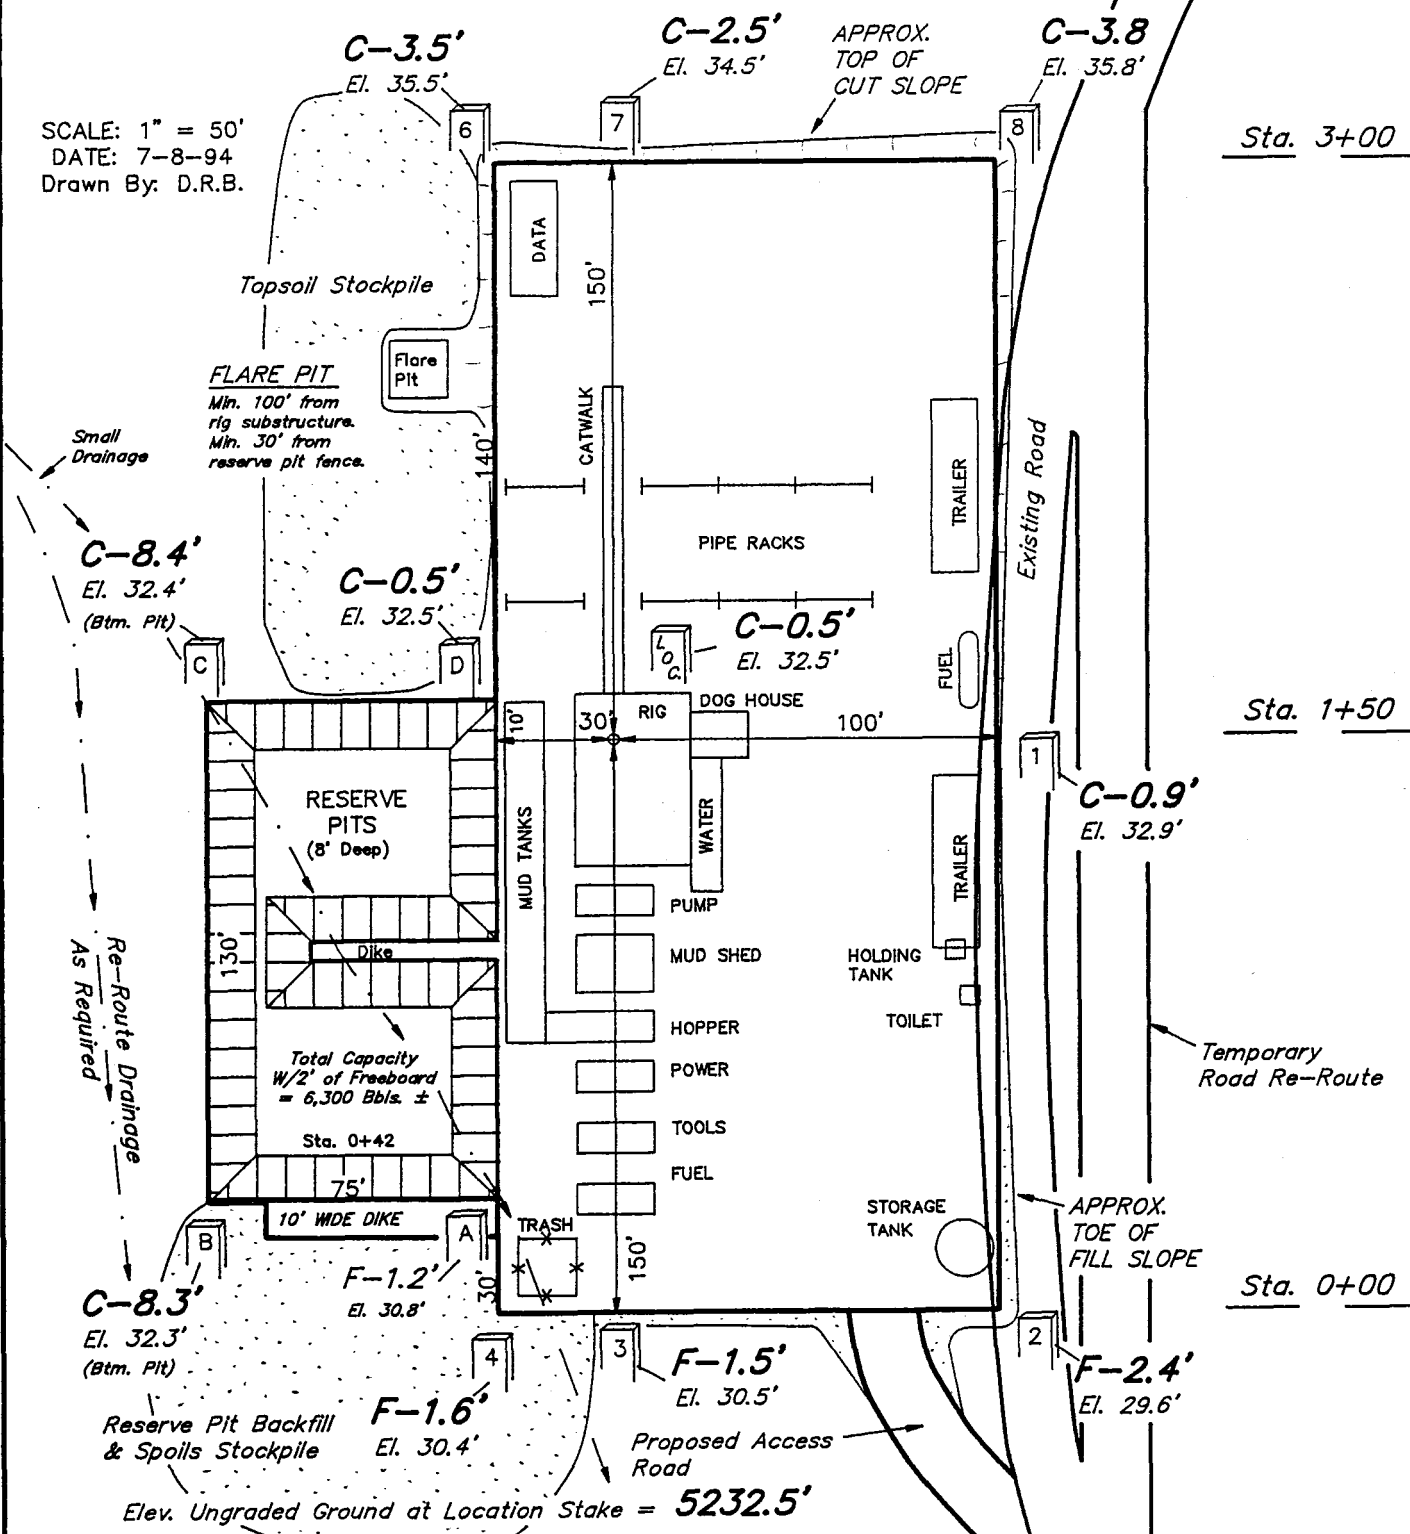 C-3.5'
El. 35.5'
C-2.5'
El. 34.5'
APPROX.
TOP OF
CUT SLOPE
C-3.8
El. 35.8'
SCALE: 1" = 50'
DATE: 7-8-94
Drawn By: D.R.B.
6
7
8
Sta. 3+00
DATA
150'
Topsoil Stockpile
Flare
Pit
FLARE PIT
Min. 100' from
rig substructure.
Min. 30' from
reserve pit fence.
Small
Drainage
140'
CATWALK
TRAILER
Existing Road
PIPE RACKS
C-8.4'
El. 32.4'
(Btm. Pit)
C-0.5'
El. 32.5'
C
D
LOC.
C-0.5'
El. 32.5'
FUEL
10'
30'
RIG
DOG HOUSE
100'
Sta. 1+50
1
C-0.9'
El. 32.9'
RESERVE
PITS
(8' Deep)
MUD TANKS
WATER
TRAILER
PUMP
130'
Dike
MUD SHED
HOLDING
TANK
Re-Route Drainage
As Required
HOPPER
TOILET
Total Capacity
W/2' of Freeboard
= 6,300 Bbls. ±
POWER
Temporary
Road Re-Route
Sta. 0+42
TOOLS
FUEL
75'
10' WIDE DIKE
TRASH
STORAGE
TANK
APPROX.
TOE OF
FILL SLOPE
B
A
C-8.3'
El. 32.3'
(Btm. Pit)
F-1.2'
El. 30.8'
30'
150'
Sta. 0+00
4
3
2
F-1.5'
El. 30.5'
F-2.4'
El. 29.6'
F-1.6'
El. 30.4'
Reserve Pit Backfill
& Spoils Stockpile
Proposed Access
Road
Elev. Ungraded Ground at Location Stake = 5232.5'